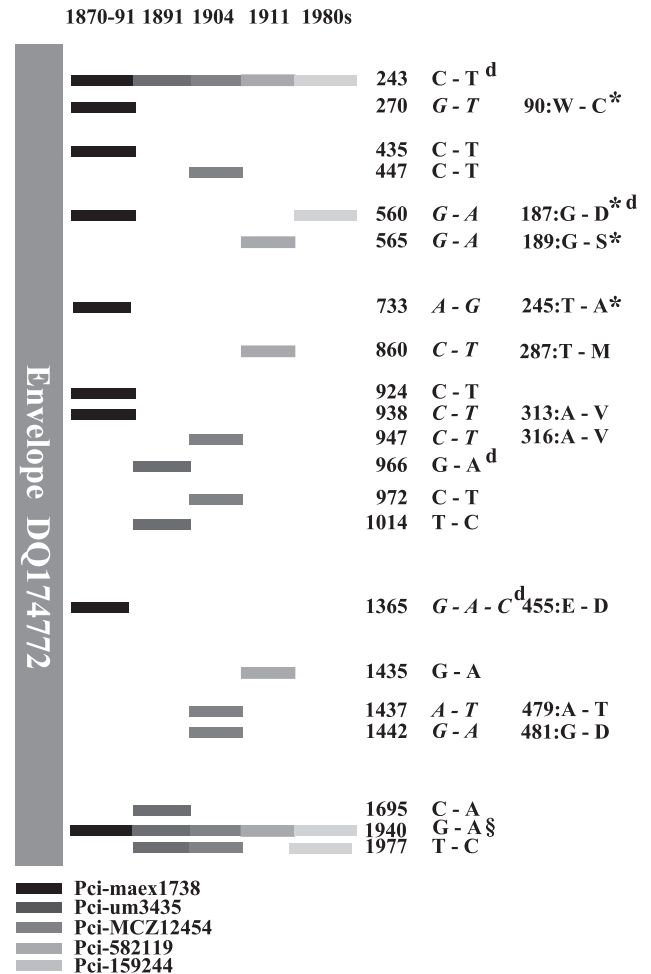 1870-91 1891 1904 1911 1980s
243 C - T d
270 G - T 90:W - C*
435 C - T
447 C - T
560 G - A 187:G - D* d
565 G - A 189:G - S*
733 A - G 245:T - A*
860 C - T 287:T - M
924 C - T
938 C - T 313:A - V
947 C - T 316:A - V
966 G - A d
972 C - T
1014 T - C
1365 G - A - C d 455:E - D
1435 G - A
1437 A - T 479:A - T
1442 G - A 481:G - D
1695 C - A
1940 G - A §
1977 T - C
Envelope DQ174772
Pci-maex1738
Pci-um3435
Pci-MCZ12454
Pci-582119
Pci-159244